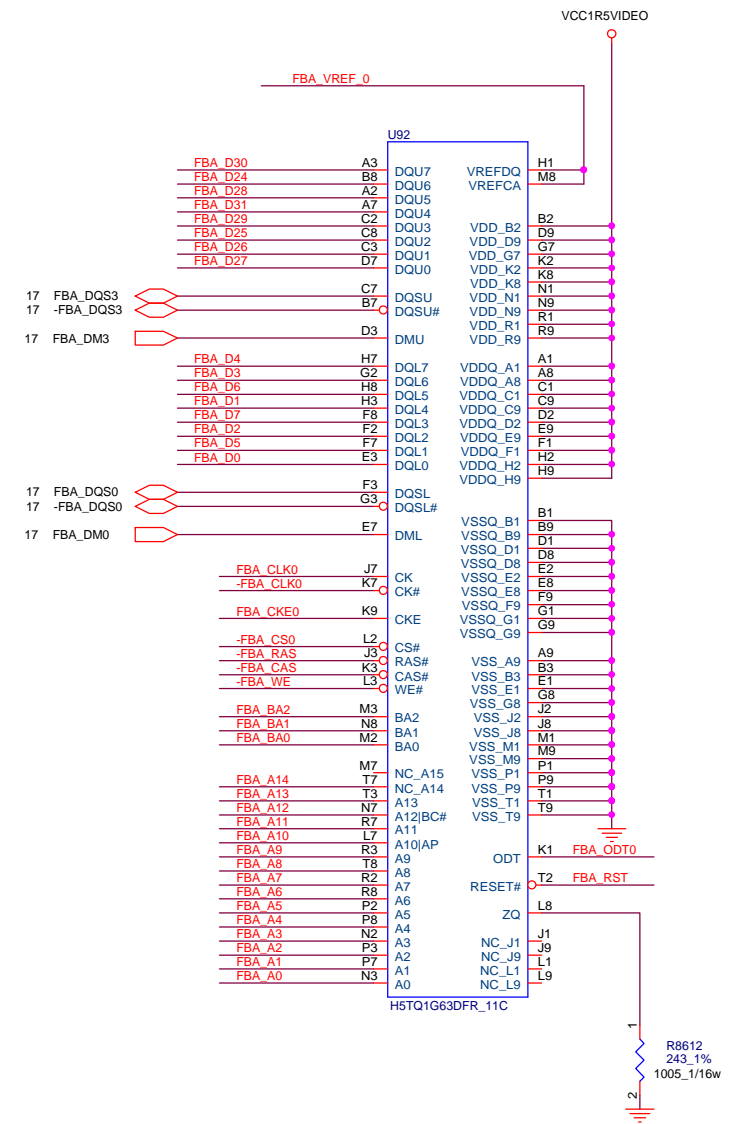 VCC1R5VIDEO
FBA_VREF_0
U92
FBA_D30 A3 DQU7 VREFDQ H1
FBA_D24 B8 DQU6 VREFCA M8
FBA_D28 A2 DQU5
FBA_D31 A7 DQU4
FBA_D29 C2 DQU3 VDD_B2 B2
FBA_D25 C8 DQU2 VDD_D9 D9
FBA_D26 C3 DQU1 VDD_G7 G7
FBA_D27 D7 DQU0 VDD_K2 K2
VDD_K8 K8
17 FBA_DQS3 C7 DQSU VDD_N1 N1
17 -FBA_DQS3 B7 DQSU# VDD_N9 N9
VDD_R1 R1
17 FBA_DM3 D3 DMU VDD_R9 R9
FBA_D4 H7 DQL7 VDDQ_A1 A1
FBA_D3 G2 DQL6 VDDQ_A8 A8
FBA_D6 H8 DQL5 VDDQ_C1 C1
FBA_D1 H3 DQL4 VDDQ_C9 C9
FBA_D7 F8 DQL3 VDDQ_D2 D2
FBA_D2 F2 DQL2 VDDQ_E9 E9
FBA_D5 F7 DQL1 VDDQ_F1 F1
FBA_D0 E3 DQL0 VDDQ_H2 H2
VDDQ_H9 H9
17 FBA_DQS0 F3 DQSL
17 -FBA_DQS0 G3 DQSL#
VSSQ_B1 B1
17 FBA_DM0 E7 DML VSSQ_B9 B9
VSSQ_D1 D1
VSSQ_D8 D8
FBA_CLK0 J7 CK VSSQ_E2 E2
-FBA_CLK0 K7 CK# VSSQ_E8 E8
VSSQ_F9 F9
FBA_CKE0 K9 CKE VSSQ_G1 G1
VSSQ_G9 G9
-FBA_CS0 L2 CS#
-FBA_RAS J3 RAS# VSS_A9 A9
-FBA_CAS K3 CAS# VSS_B3 B3
-FBA_WE L3 WE# VSS_E1 E1
VSS_G8 G8
FBA_BA2 M3 BA2 VSS_J2 J2
FBA_BA1 N8 BA1 VSS_J8 J8
FBA_BA0 M2 BA0 VSS_M1 M1
VSS_M9 M9
M7 NC_A15 VSS_P1 P1
FBA_A14 T7 NC_A14 VSS_P9 P9
FBA_A13 T3 A13 VSS_T1 T1
FBA_A12 N7 A12|BC# VSS_T9 T9
FBA_A11 R7 A11
FBA_A10 L7 A10|AP
FBA_A9 R3 A9 ODT K1 FBA_ODT0
FBA_A8 T8 A8
FBA_A7 R2 A7 RESET# T2 FBA_RST
FBA_A6 R8 A6
FBA_A5 P2 A5 ZQ L8
FBA_A4 P8 A4
FBA_A3 N2 A3 NC_J1 J1
FBA_A2 P3 A2 NC_J9 J9
FBA_A1 P7 A1 NC_L1 L1
FBA_A0 N3 A0 NC_L9 L9
H5TQ1G63DFR_11C
1
R8612
243_1%
1005_1/16w
2